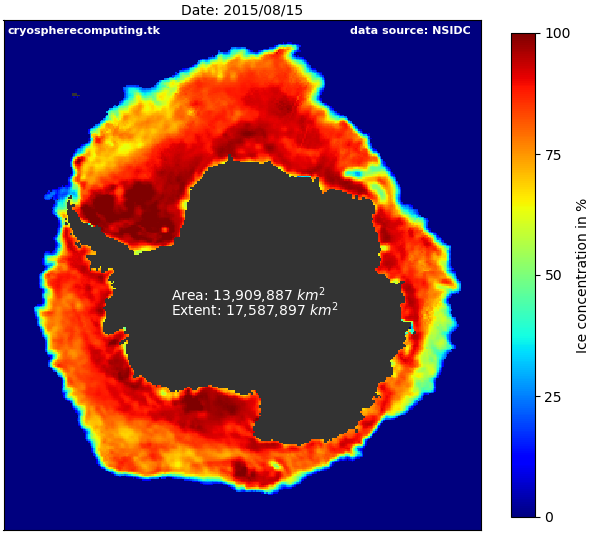 Date: 2015/08/15
cryospherecomputing.tk
data source: NSIDC
Area: 13,909,887 km²
Extent: 17,587,897 km²
100
75
50
25
0
Ice concentration in %